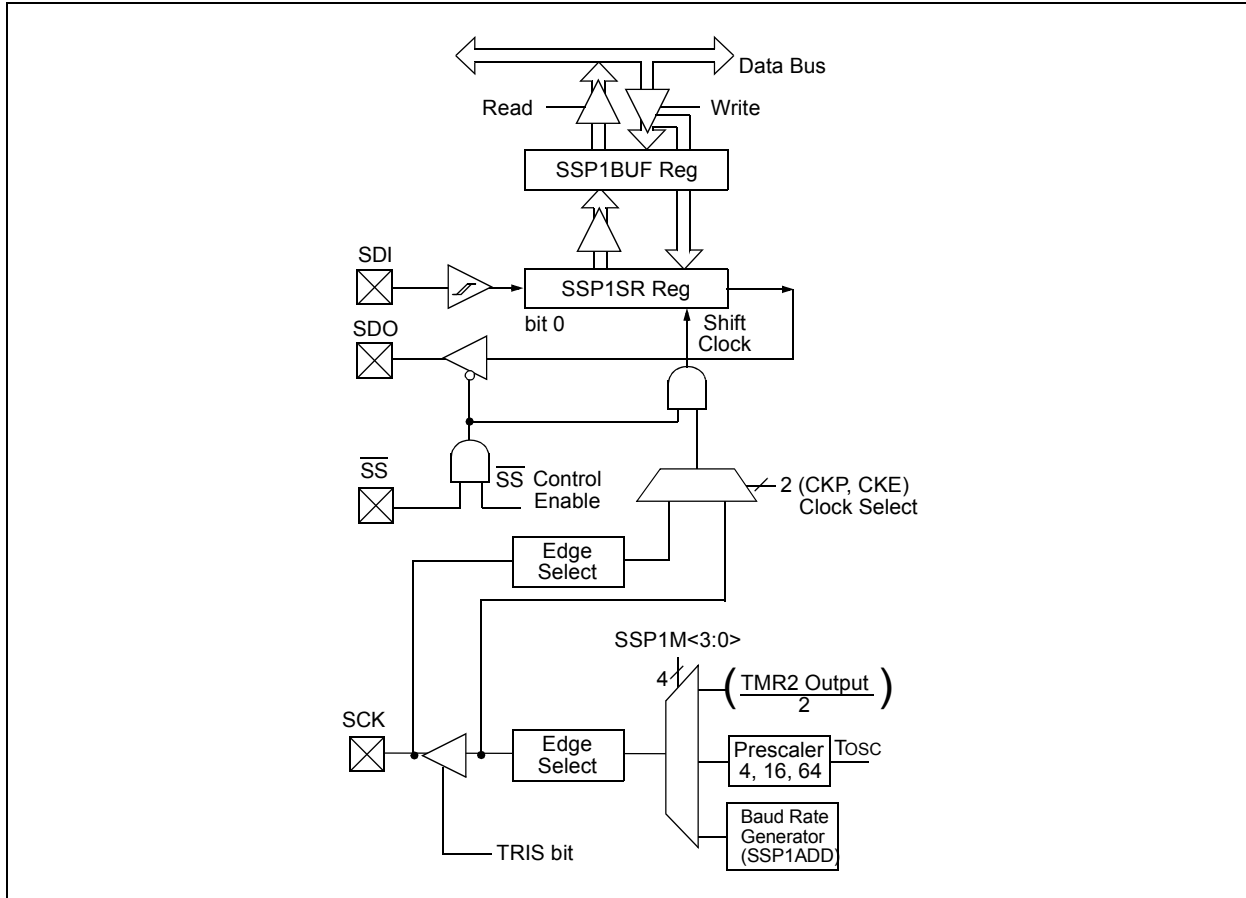 Data Bus
Read
Write
SSP1BUF Reg
SDI
SSP1SR Reg
bit 0
Shift
Clock
SDO
SS
SS Control
Enable
2 (CKP, CKE)
Clock Select
Edge
Select
SSP1M<3:0>
4
(TMR2 Output)
2
SCK
Edge
Select
Prescaler
4, 16, 64
TOSC
Baud Rate
Generator
(SSP1ADD)
TRIS bit